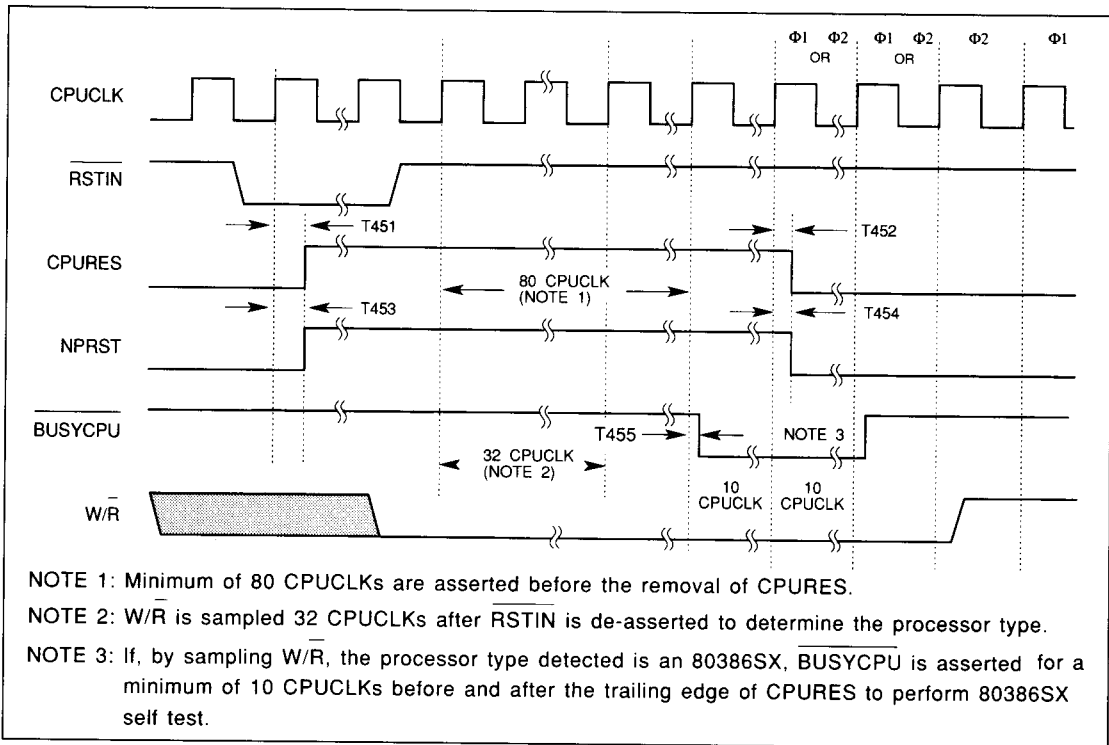 Φ1 Φ2 Φ1 Φ2 Φ2 Φ1
OR OR
CPUCLK
RSTIN
T451 T452
CPURES
80 CPUCLK
(NOTE 1)
T453 T454
NPRST
BUSYCPU
T455 NOTE 3
32 CPUCLK
(NOTE 2)
10 10
CPUCLK CPUCLK
W/R̅
NOTE 1: Minimum of 80 CPUCLKs are asserted before the removal of CPURES.
NOTE 2: W/R̅ is sampled 32 CPUCLKs after RSTIN is de-asserted to determine the processor type.
NOTE 3: If, by sampling W/R̅, the processor type detected is an 80386SX, BUSYCPU is asserted for a
minimum of 10 CPUCLKs before and after the trailing edge of CPURES to perform 80386SX
self test.